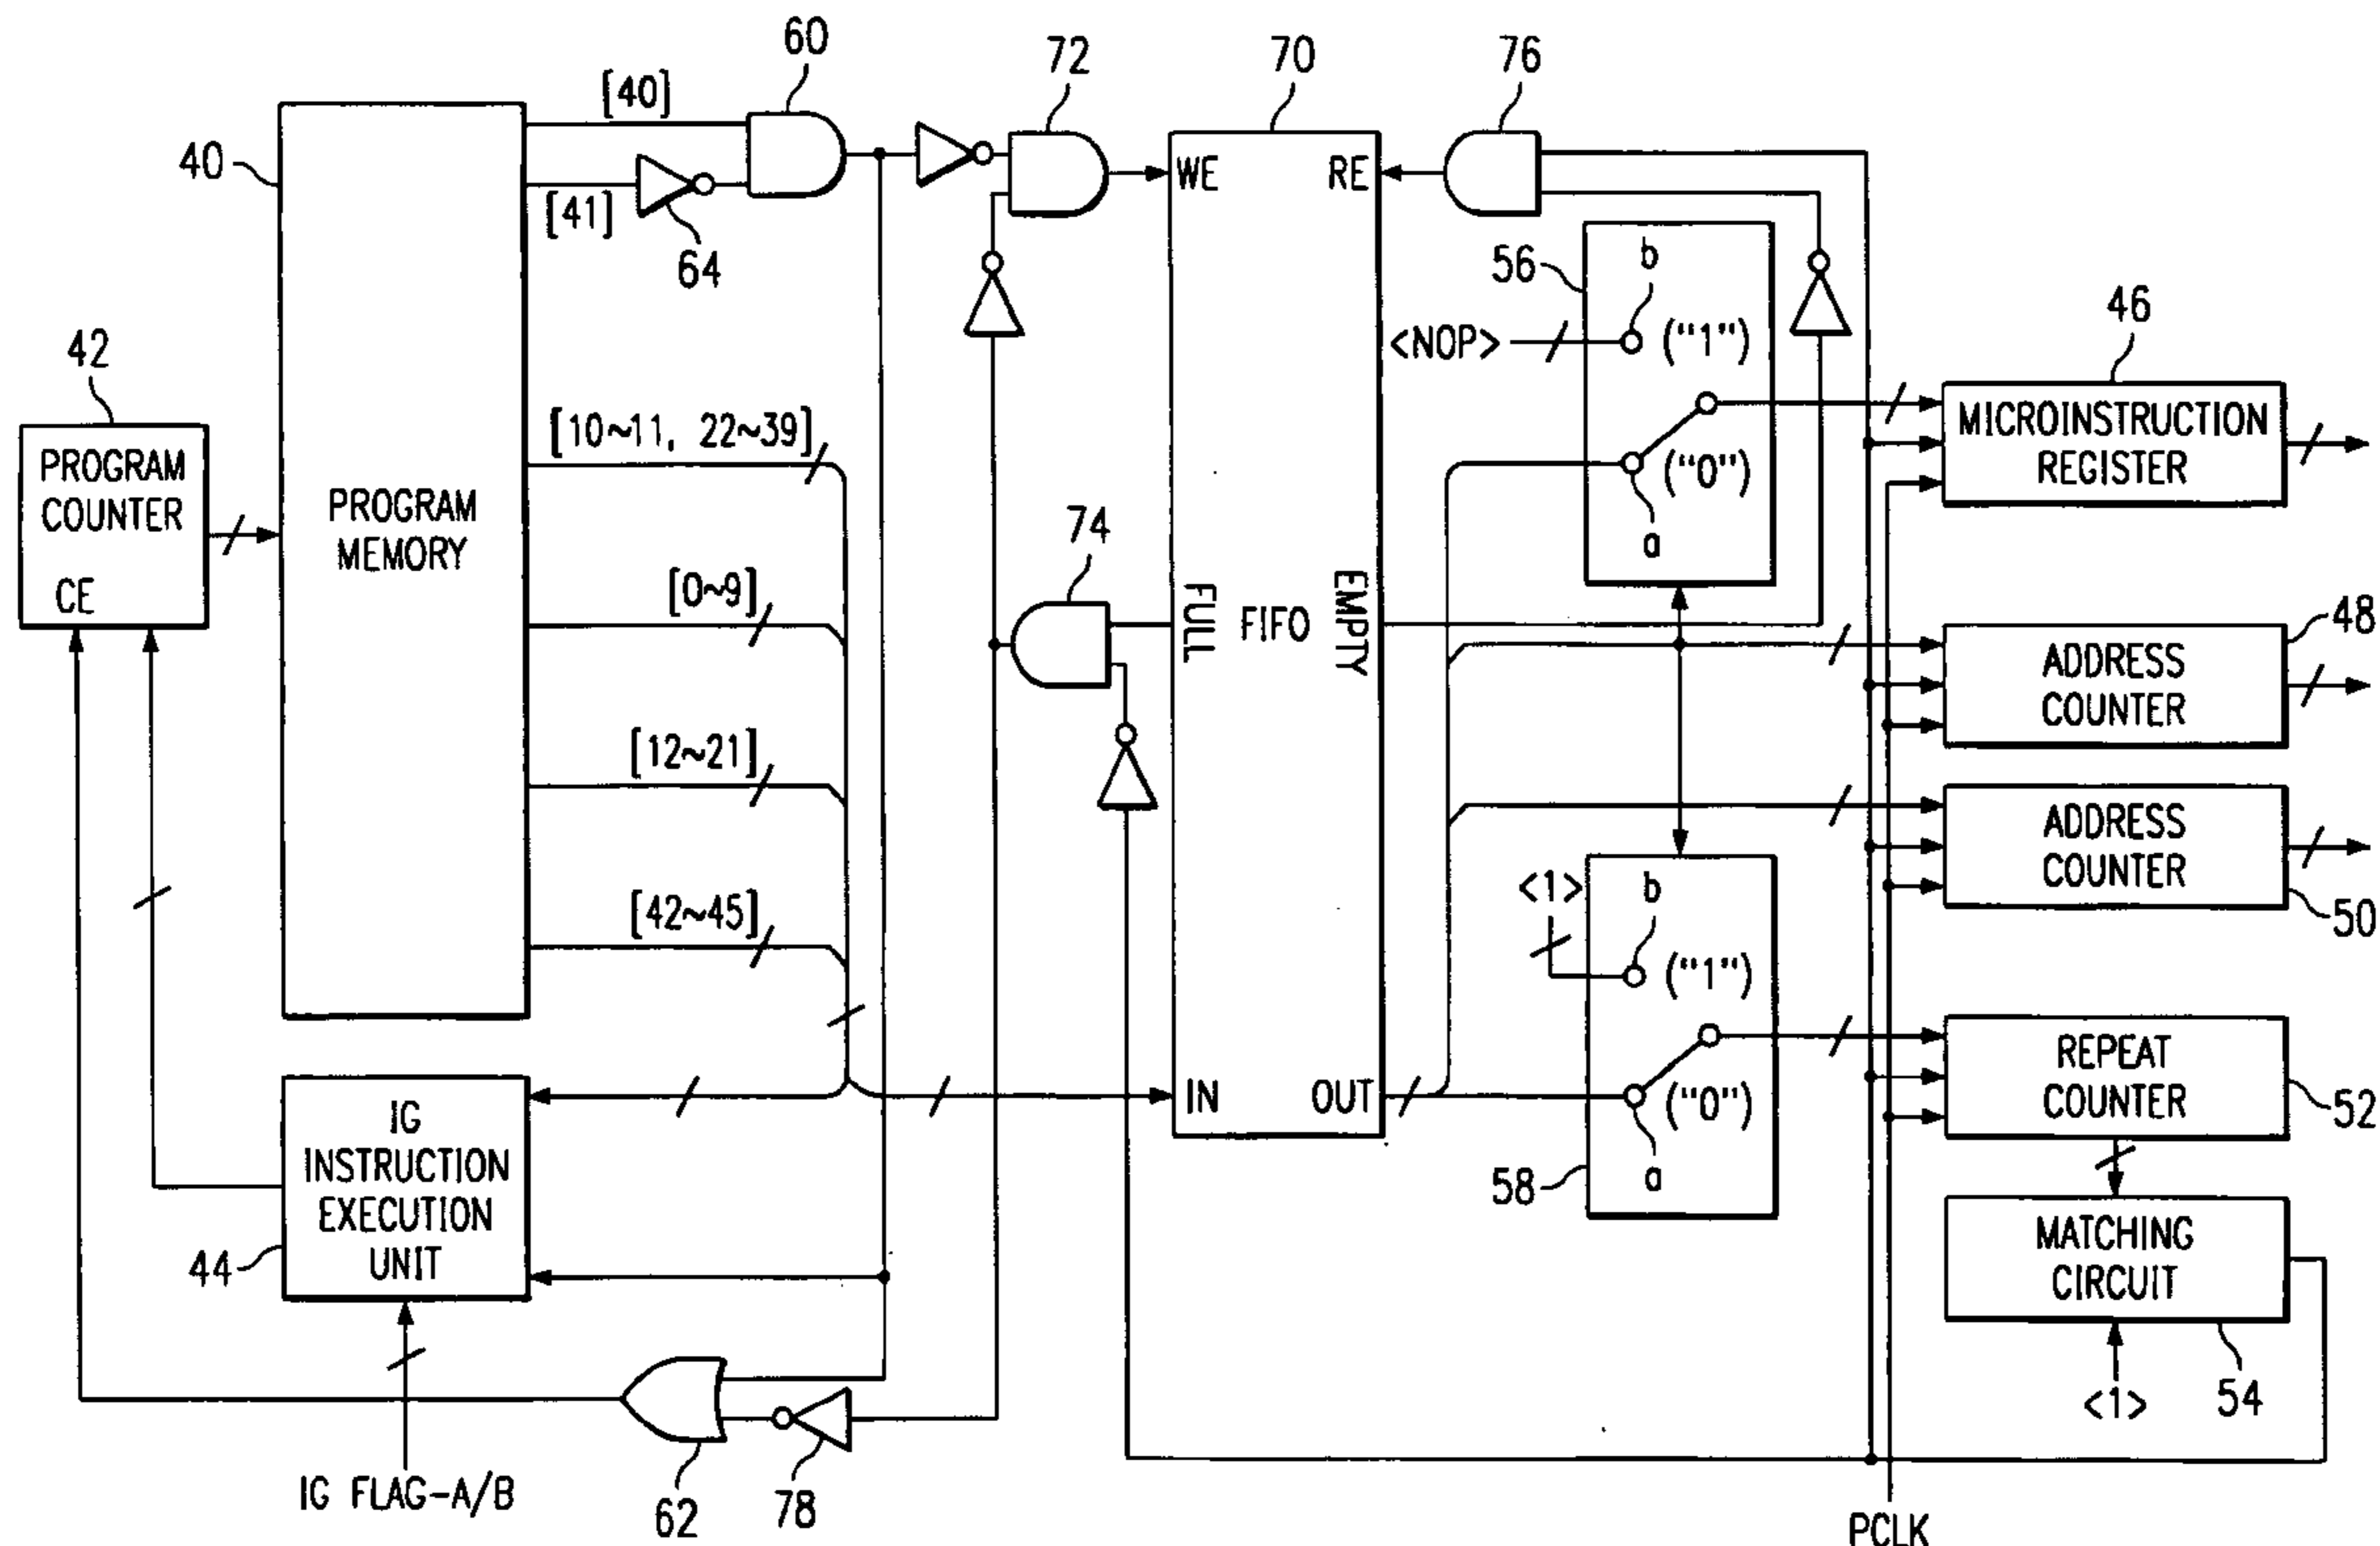 60
72
70
76
[40]
40
[41]
64
WE
RE
56
b
<NOP>
("1")
46
42
[10~11, 22~39]
MICROINSTRUCTION
REGISTER
("0")
a
PROGRAM
COUNTER
CE
PROGRAM
MEMORY
74
[0~9]
FULL
FIFO
EMPTY
48
ADDRESS
COUNTER
[12~21]
ADDRESS
COUNTER
50
<1>
b
("1")
[42~45]
REPEAT
COUNTER
52
IN
OUT
("0")
a
58
IG
INSTRUCTION
EXECUTION
UNIT
44
MATCHING
CIRCUIT
54
<1>
IG FLAG-A/B
62
78
PCLK